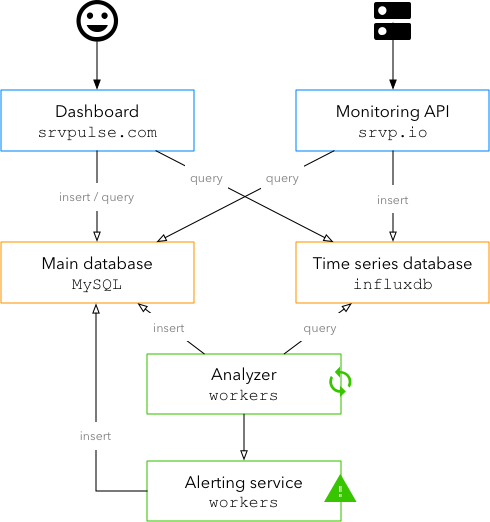 Dashboard
srvpulse.com
Monitoring API
srvp.io
query
query
insert / query
insert
Main database
MySQL
Time series database
influxdb
insert
query
Analyzer
workers
insert
Alerting service
workers